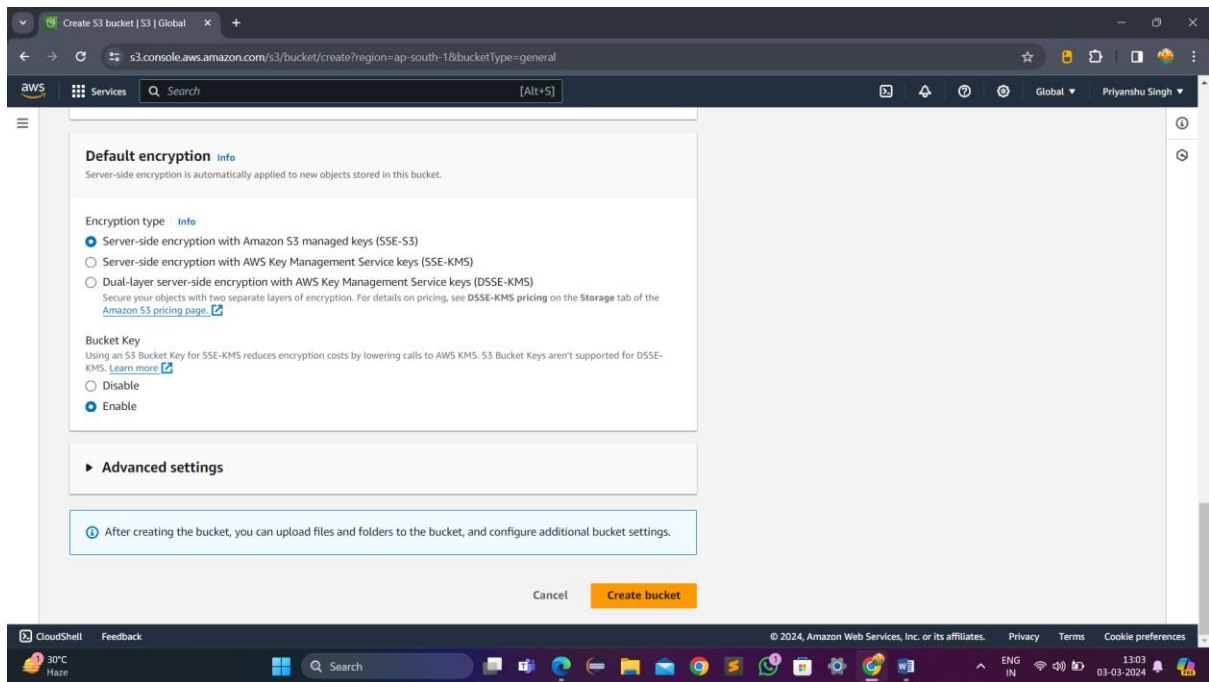 Create S3 bucket | S3 | Global
s3.console.aws.amazon.com/s3/bucket/create?region=ap-south-1&bucketType=general
aws
Services
Search
[Alt+S]
Global
Priyanshu Singh
Default encryption Info
Server-side encryption is automatically applied to new objects stored in this bucket.
Encryption type Info
Server-side encryption with Amazon S3 managed keys (SSE-S3)
Server-side encryption with AWS Key Management Service keys (SSE-KMS)
Dual-layer server-side encryption with AWS Key Management Service keys (DSSE-KMS)
Secure your objects with two separate layers of encryption. For details on pricing, see DSSE-KMS pricing on the Storage tab of the
Amazon S3 pricing page.
Bucket Key
Using an S3 Bucket Key for SSE-KMS reduces encryption costs by lowering calls to AWS KMS. S3 Bucket Keys aren't supported for DSSE-
KMS. Learn more
Disable
Enable
Advanced settings
After creating the bucket, you can upload files and folders to the bucket, and configure additional bucket settings.
Cancel
Create bucket
CloudShell Feedback
© 2024, Amazon Web Services, Inc. or its affiliates. Privacy Terms Cookie preferences
1
30°C
Haze
Search
ENG
IN
13:03
03-03-2024